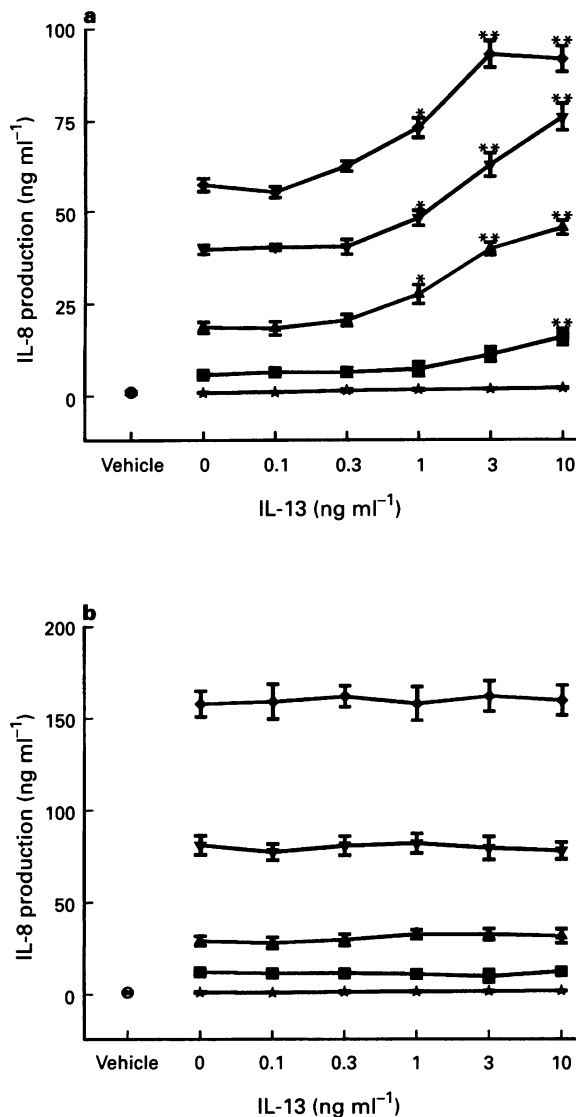 a
100
75
50
25
0
IL-8 production (ng ml⁻¹)
* ** **
* ** **
* ** **
**
Vehicle 0 0.1 0.3 1 3 10
IL-13 (ng ml⁻¹)
b
200
150
100
50
0
IL-8 production (ng ml⁻¹)
Vehicle 0 0.1 0.3 1 3 10
IL-13 (ng ml⁻¹)